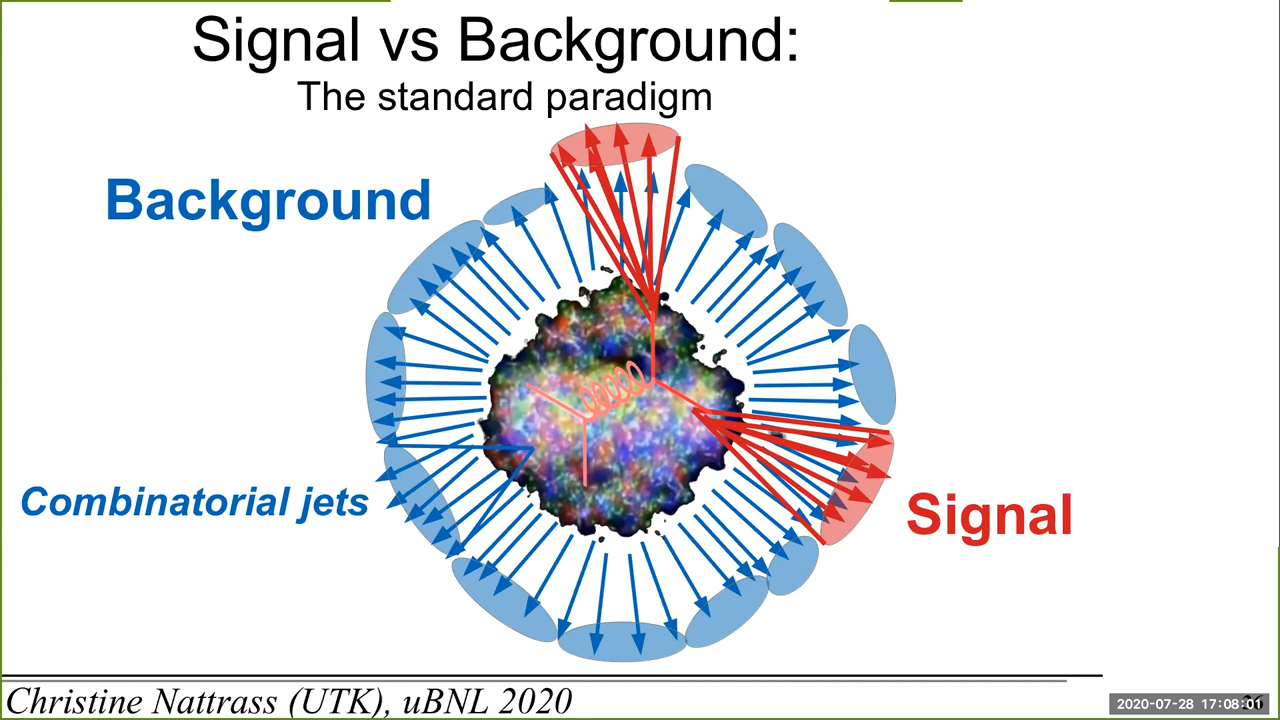 Signal vs Background:
The standard paradigm
Background
Combinatorial jets
Signal
Christine Nattrass (UTK), uBNL 2020
2020-07-28 17:08:01